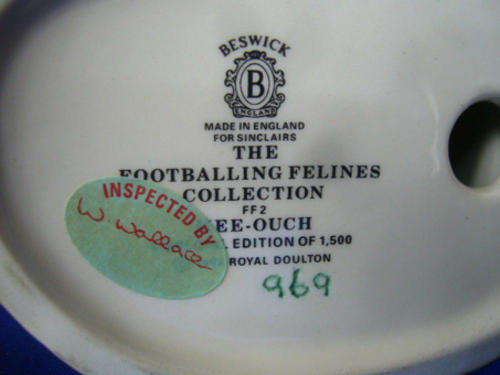 BESWICK
B
ENGLAND
MADE IN ENGLAND
FOR SINCLAIRS
THE
FOOTBALLING FELINES
COLLECTION
FF2
EE-OUCH
L EDITION OF 1,500
ROYAL DOULTON
969
INSPECTED BY
W. Wallace